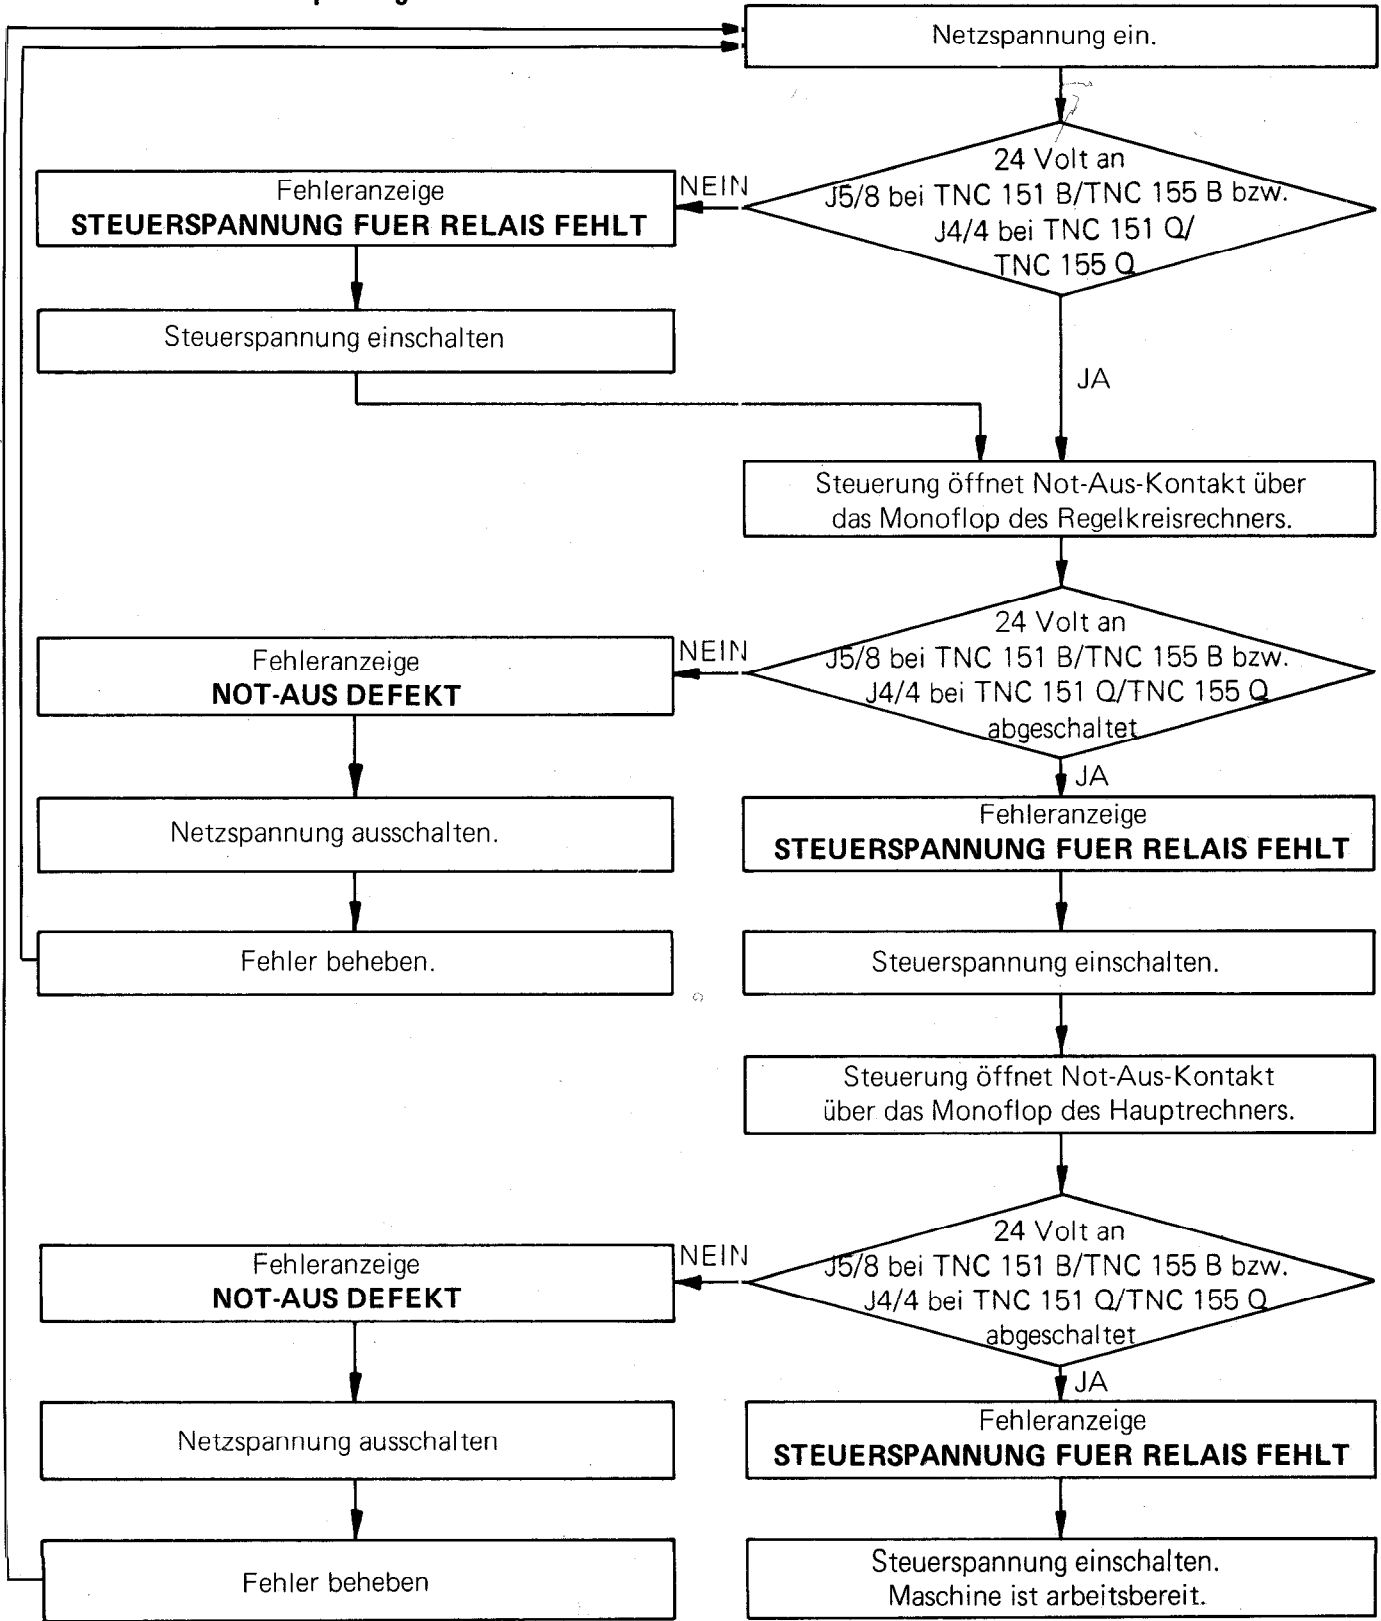 Netzspannung ein.
24 Volt an
J5/8 bei TNC 151 B/TNC 155 B bzw.
J4/4 bei TNC 151 Q/
TNC 155 Q
NEIN
Fehleranzeige
STEUERSPANNUNG FUER RELAIS FEHLT
Steuerspannung einschalten
JA
Steuerung öffnet Not-Aus-Kontakt über
das Monoflop des Regelkreisrechners.
24 Volt an
J5/8 bei TNC 151 B/TNC 155 B bzw.
J4/4 bei TNC 151 Q/TNC 155 Q
abgeschaltet
NEIN
Fehleranzeige
NOT-AUS DEFEKT
Netzspannung ausschalten.
Fehler beheben.
JA
Fehleranzeige
STEUERSPANNUNG FUER RELAIS FEHLT
Steuerspannung einschalten.
Steuerung öffnet Not-Aus-Kontakt
über das Monoflop des Hauptrechners.
24 Volt an
J5/8 bei TNC 151 B/TNC 155 B bzw.
J4/4 bei TNC 151 Q/TNC 155 Q
abgeschaltet
NEIN
Fehleranzeige
NOT-AUS DEFEKT
Netzspannung ausschalten
Fehler beheben
JA
Fehleranzeige
STEUERSPANNUNG FUER RELAIS FEHLT
Steuerspannung einschalten.
Maschine ist arbeitsbereit.